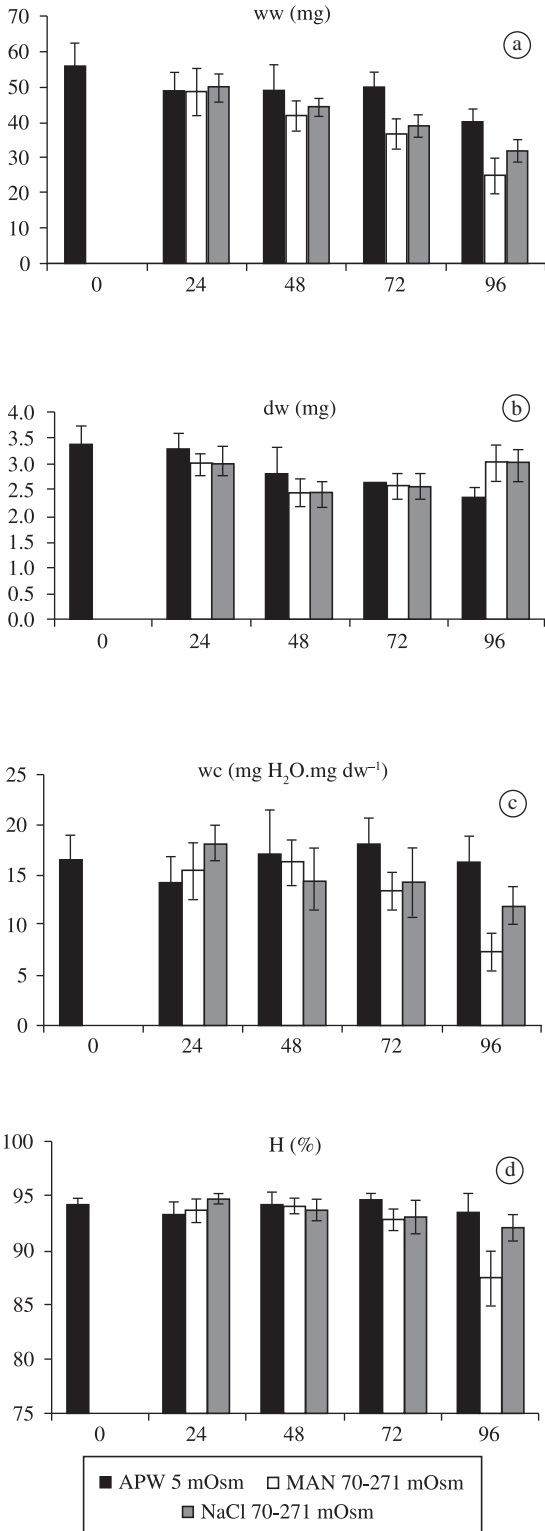 ww (mg)
a
70
60
50
40
30
20
10
0
0 24 48 72 96
dw (mg)
b
4.0
3.5
3.0
2.5
2.0
1.5
1.0
0.5
0.0
0 24 48 72 96
wc (mg H₂O.mg dw⁻¹)
c
25
20
15
10
5
0
0 24 48 72 96
H (%)
d
100
95
90
85
80
75
0 24 48 72 96
APW 5 mOsm MAN 70-271 mOsm
NaCl 70-271 mOsm